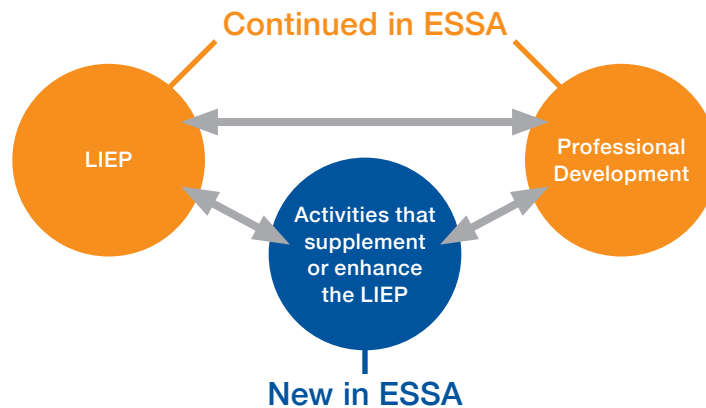 Continued in ESSA
LIEP
Professional
Development
Activities that
supplement
or enhance
the LIEP
New in ESSA